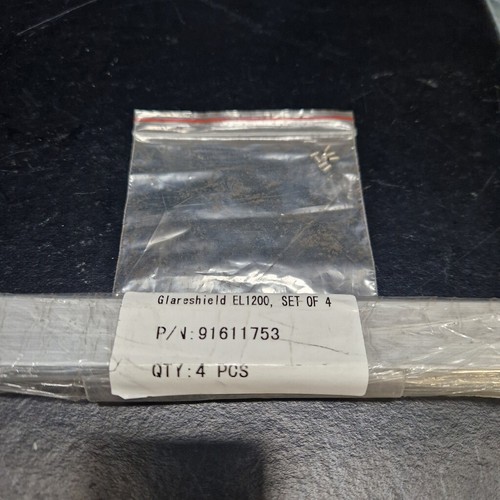 Glareshield EL1200, SET OF 4
P/N:91611753
QTY:4 PCS